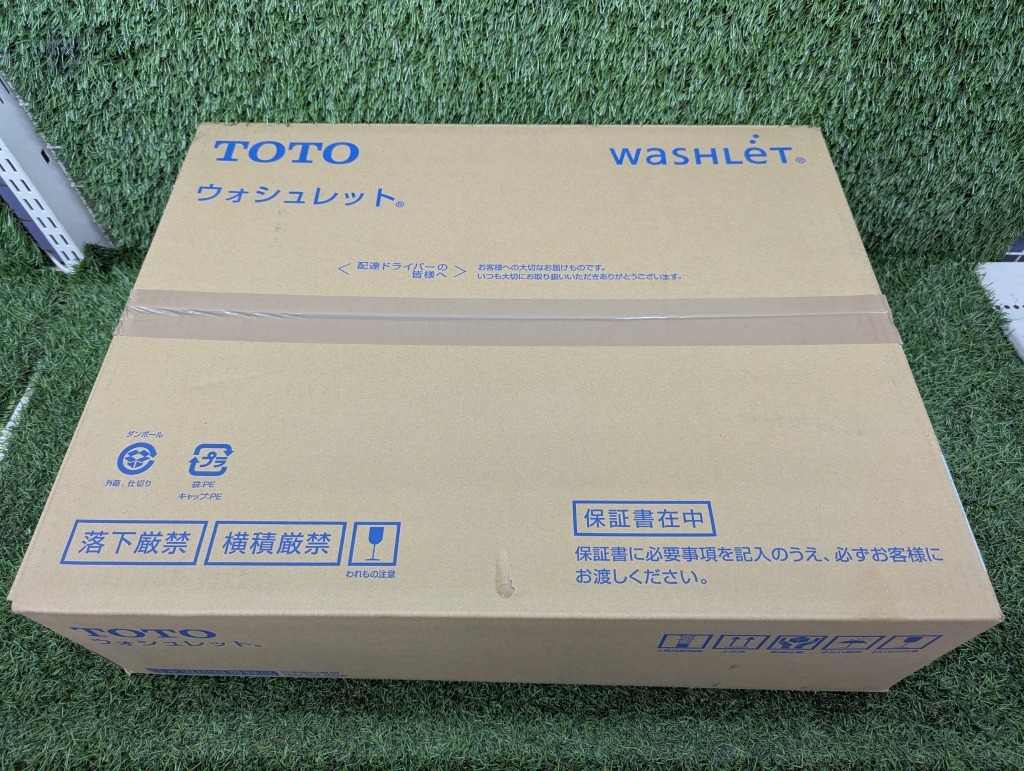 TOTO
WASHLET®
ウォシュレット®
＜配達ドライバーの
皆様へ＞
お客様への大切なお届けものです。
いつも大切にお取り扱いいただきありがとうございます。
ダンボール
外箱、仕切り
プラ
袋:PE
キャップ:PE
落下厳禁
横積厳禁
われもの注意
保証書在中
保証書に必要事項を記入のうえ、必ずお客様に
お渡しください。
TOTO
ウォシュレット®